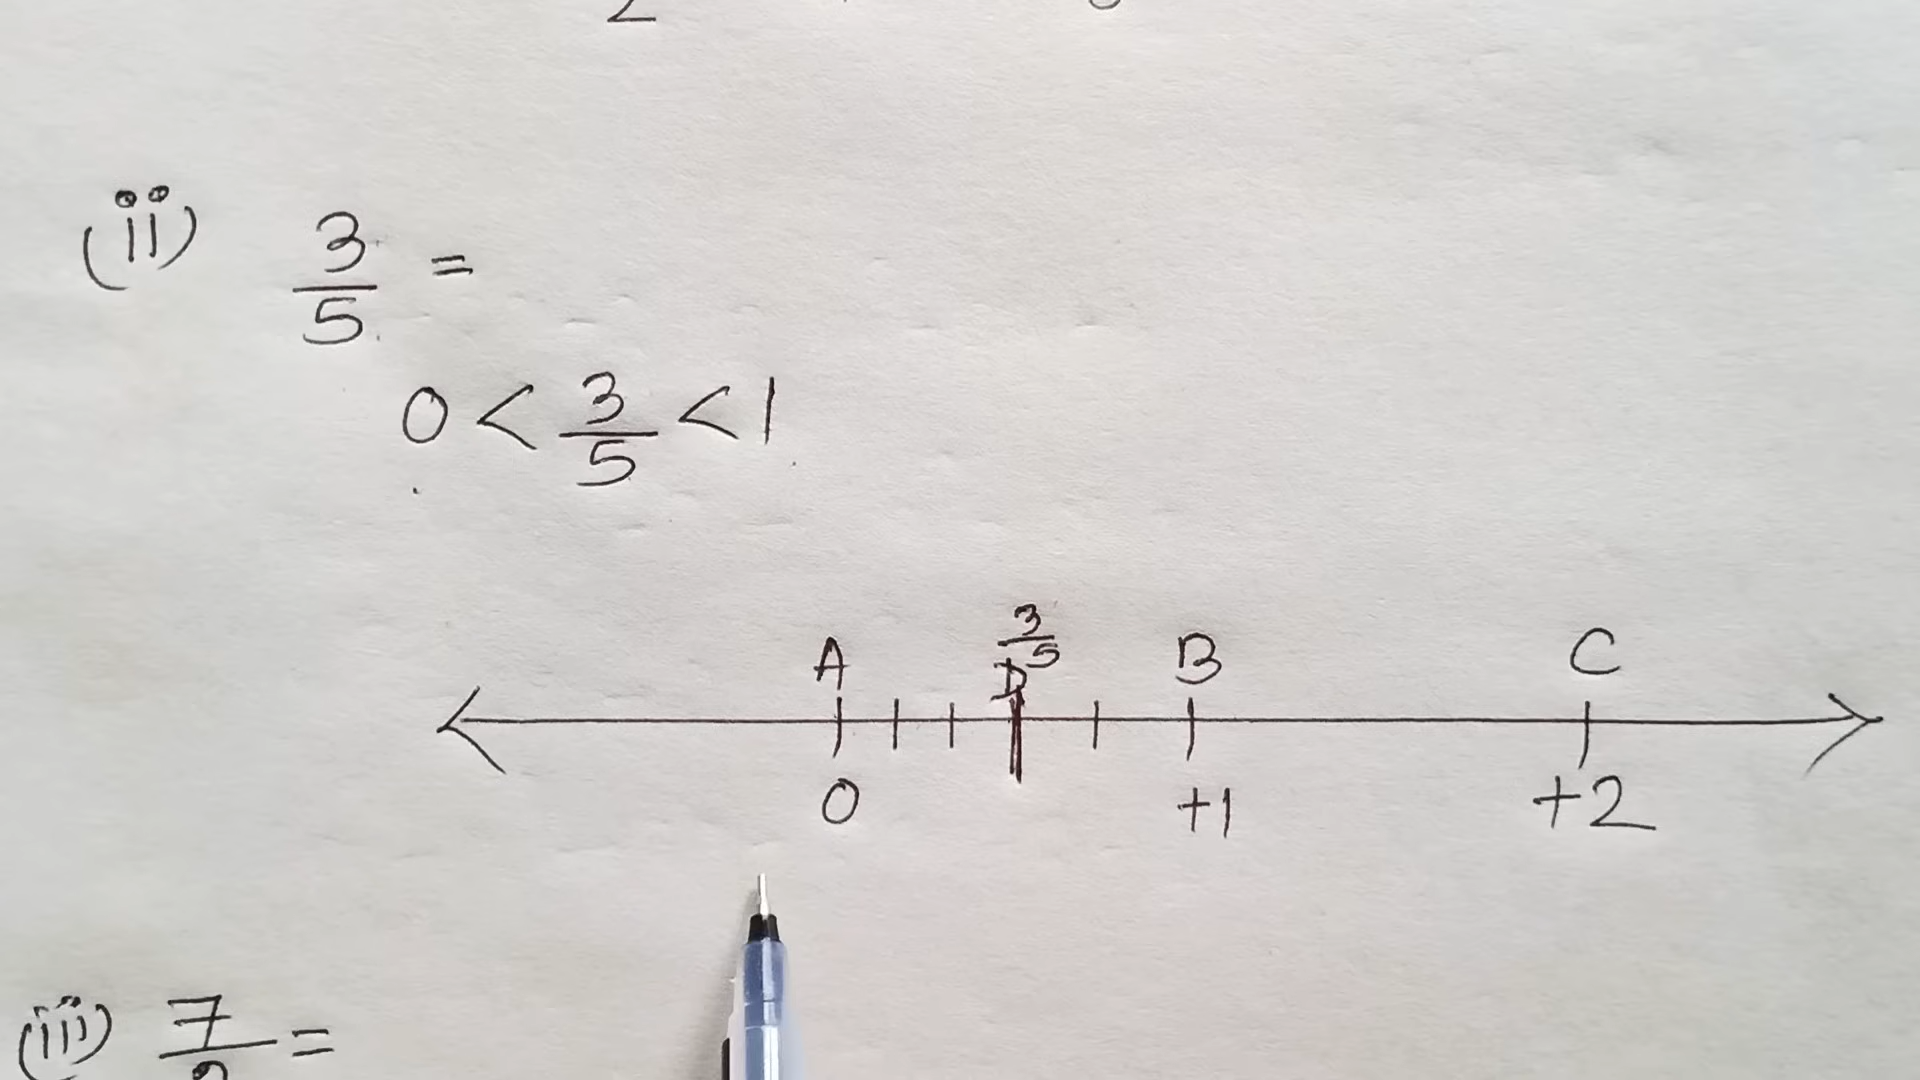 (ii) 3/5 =
0 < 3/5 < 1
3/5
A D B C
0 +1 +2
(iii) 7/ =